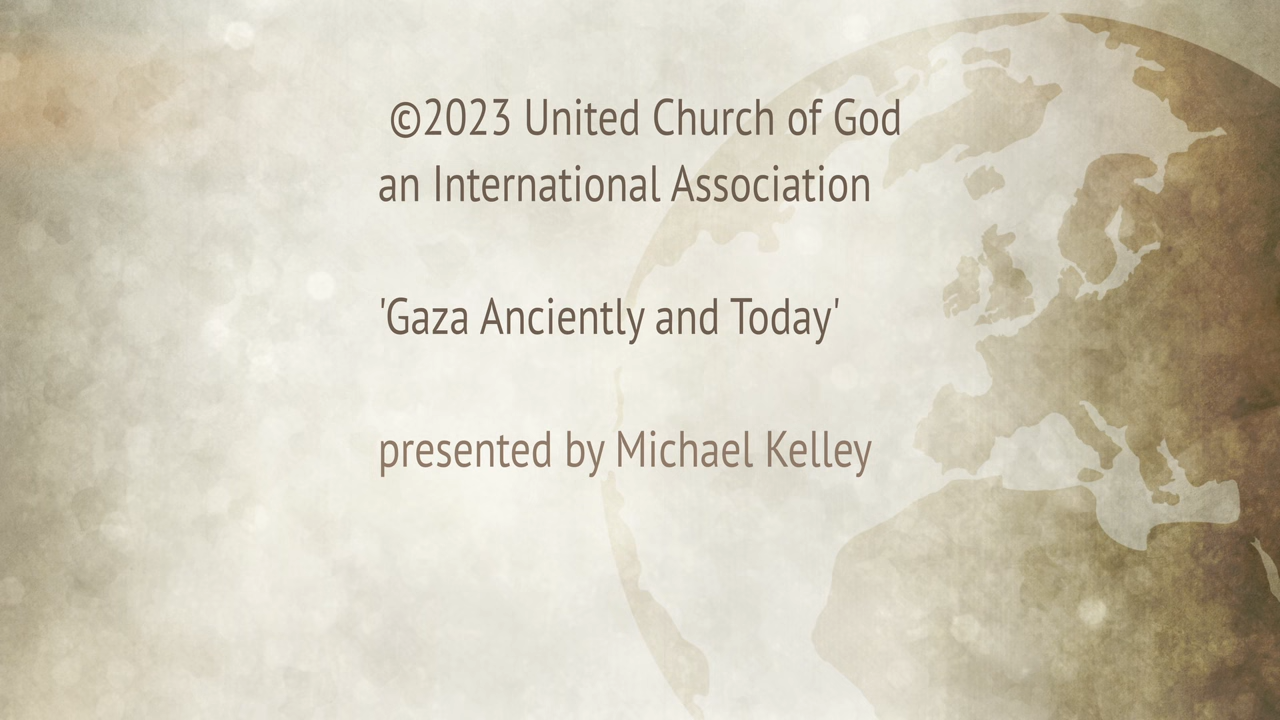 ©2023 United Church of God
an International Association
'Gaza Anciently and Today'
presented by Michael Kelley